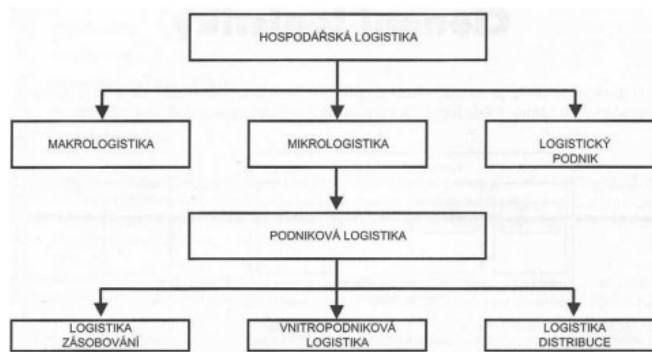 HOSPODÁŘSKÁ LOGISTIKA
MAKROLOGISTIKA
MIKROLOGISTIKA
LOGISTICKÝ
PODNIK
PODNIKOVÁ LOGISTIKA
LOGISTIKA
ZÁSOBOVÁNÍ
VNITROPODNIKOVÁ
LOGISTIKA
LOGISTIKA
DISTRIBUCE